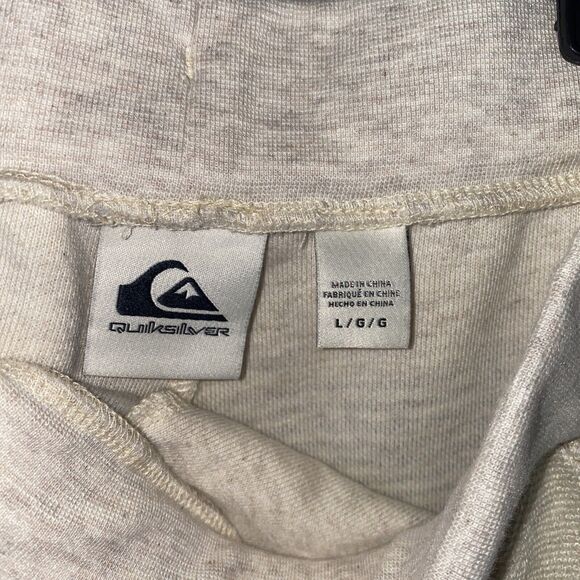 QUIKSILVER
MADE IN CHINA
FABRIQUÉ EN CHINE
HECHO EN CHINA
L/G/G